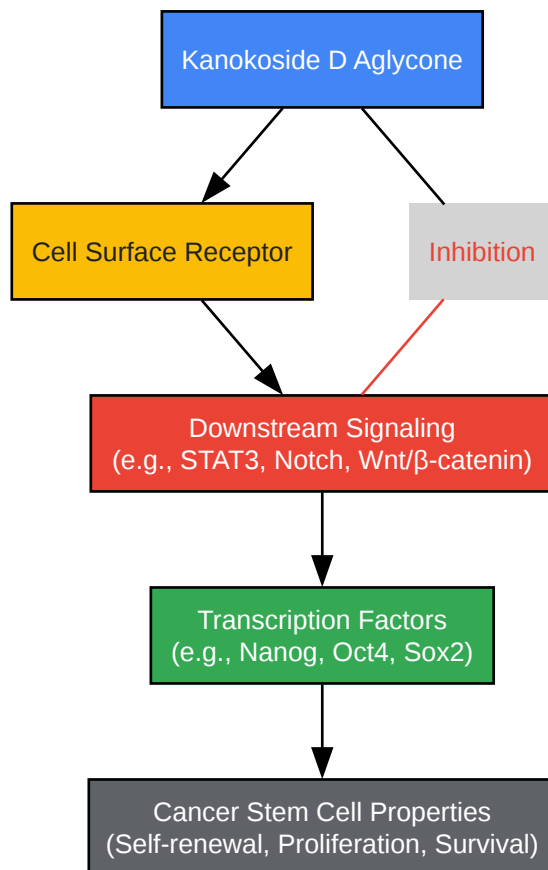 Kanokoside D Aglycone
Cell Surface Receptor
Inhibition
Downstream Signaling
(e.g., STAT3, Notch, Wnt/β-catenin)
Transcription Factors
(e.g., Nanog, Oct4, Sox2)
Cancer Stem Cell Properties
(Self-renewal, Proliferation, Survival)